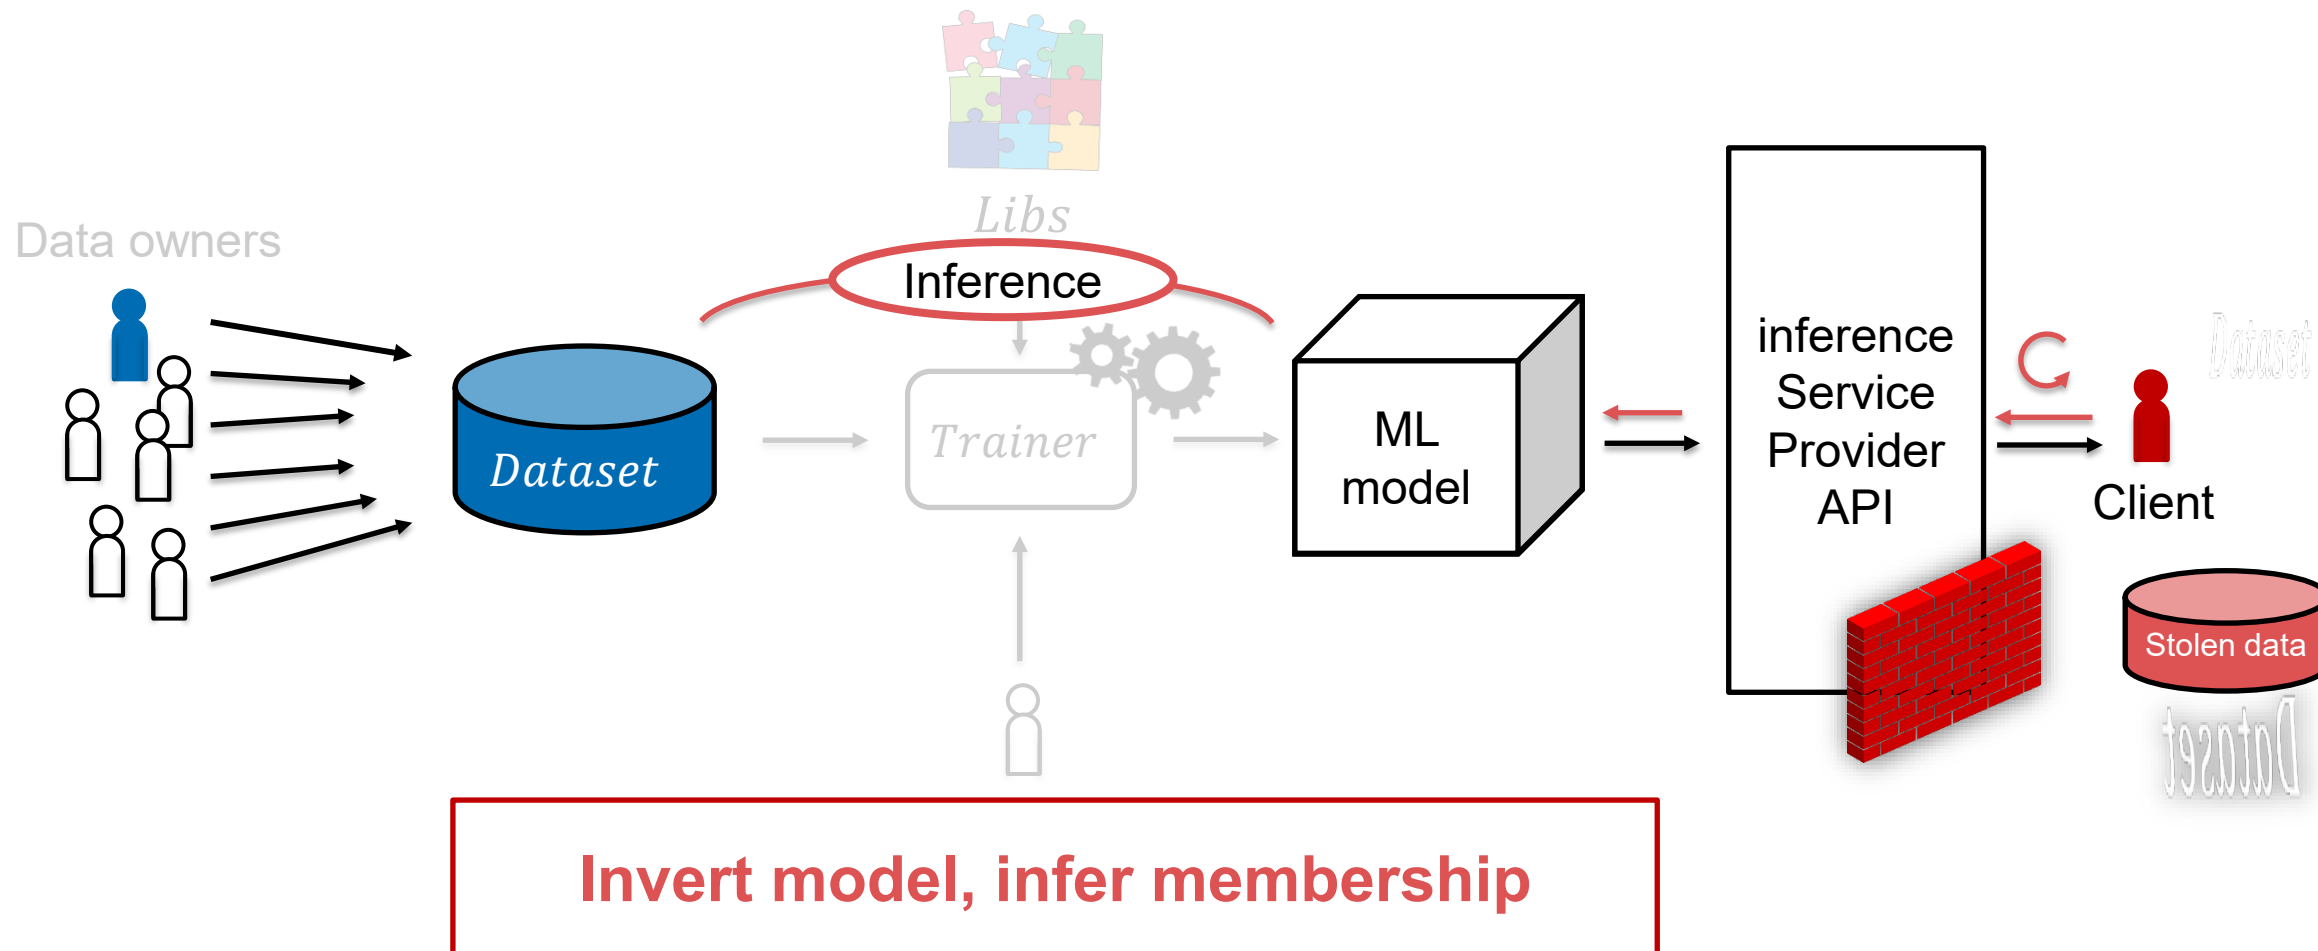 Libs
Data owners
Inference
Dataset
Trainer
ML
model
inference
Service
Provider
API
Dataset
Client
Stolen data
Dataset
Invert model, infer membership